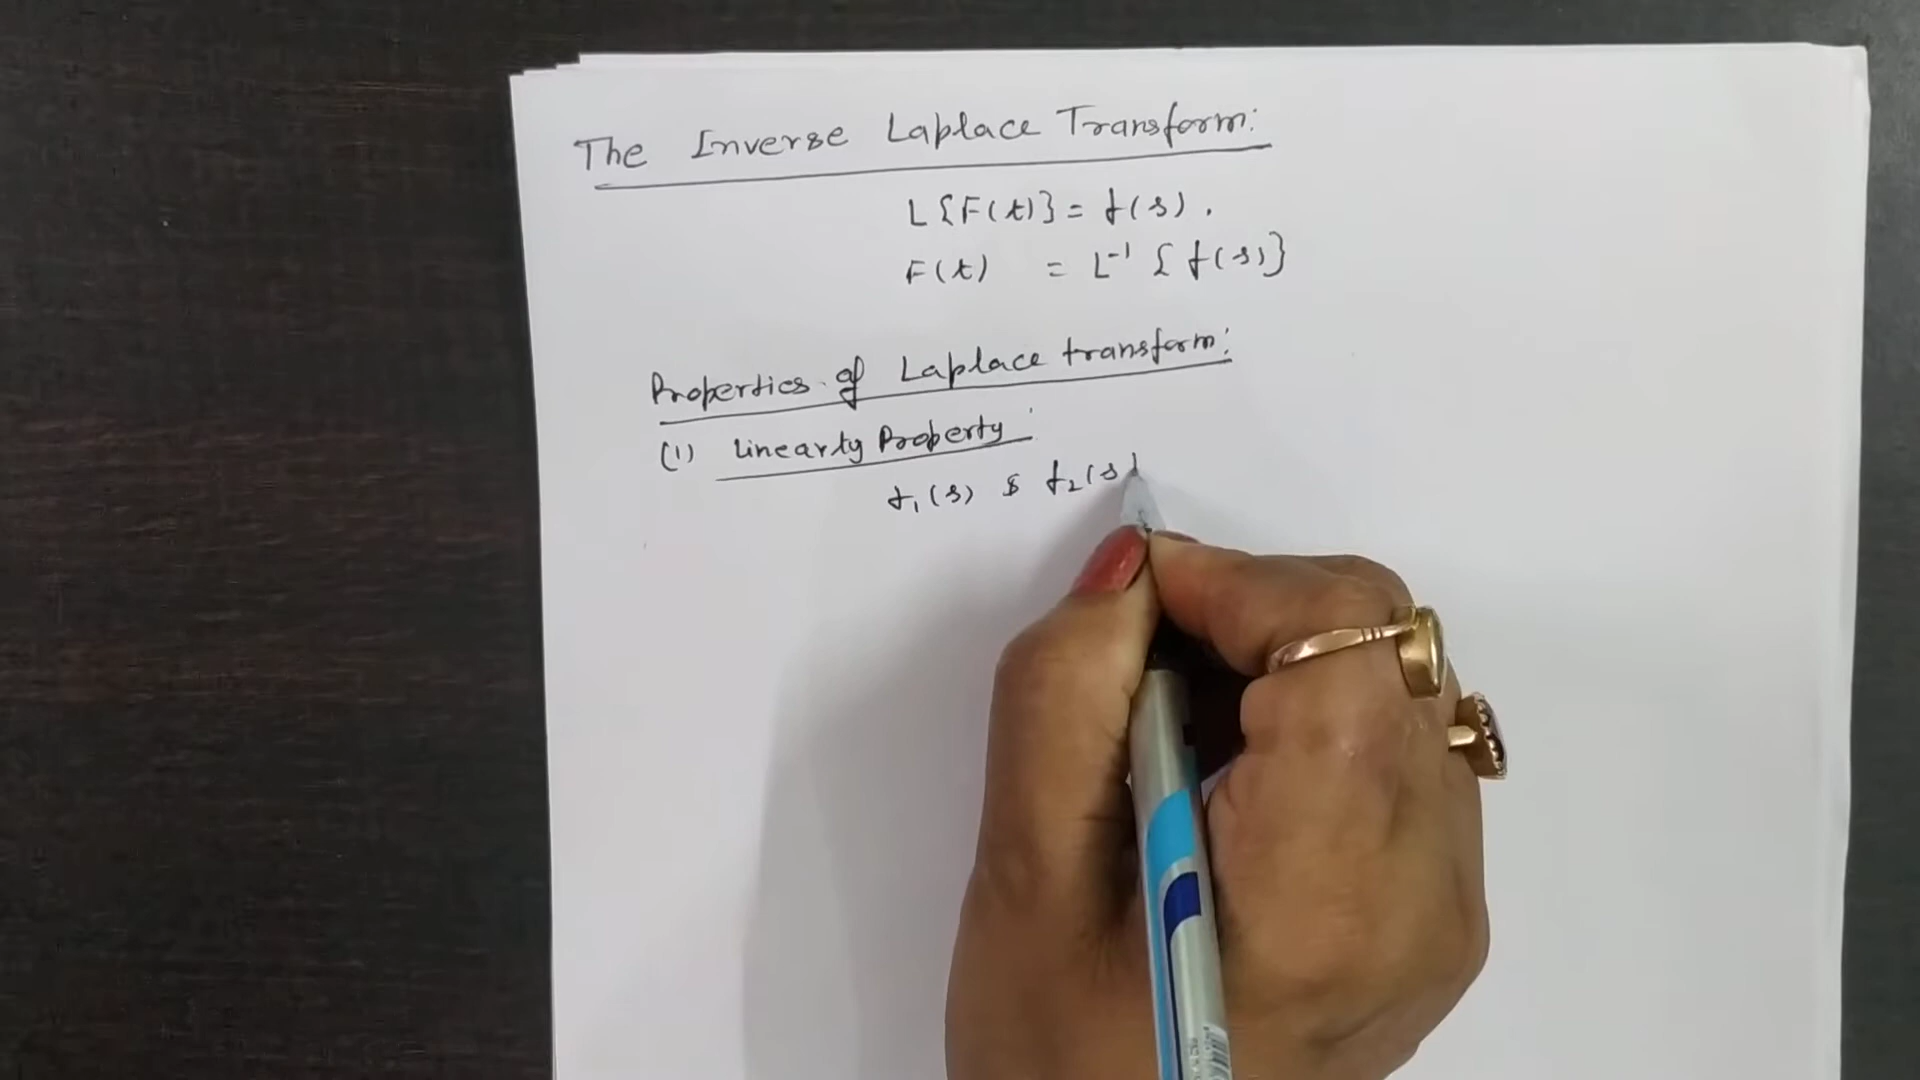 The Inverse Laplace Transform:
L{F(t)} = f(s).
F(t) = L⁻¹ {f(s)}
Properties of Laplace transform:
(1) Linearty Property:
f₁(s) & f₂(s)